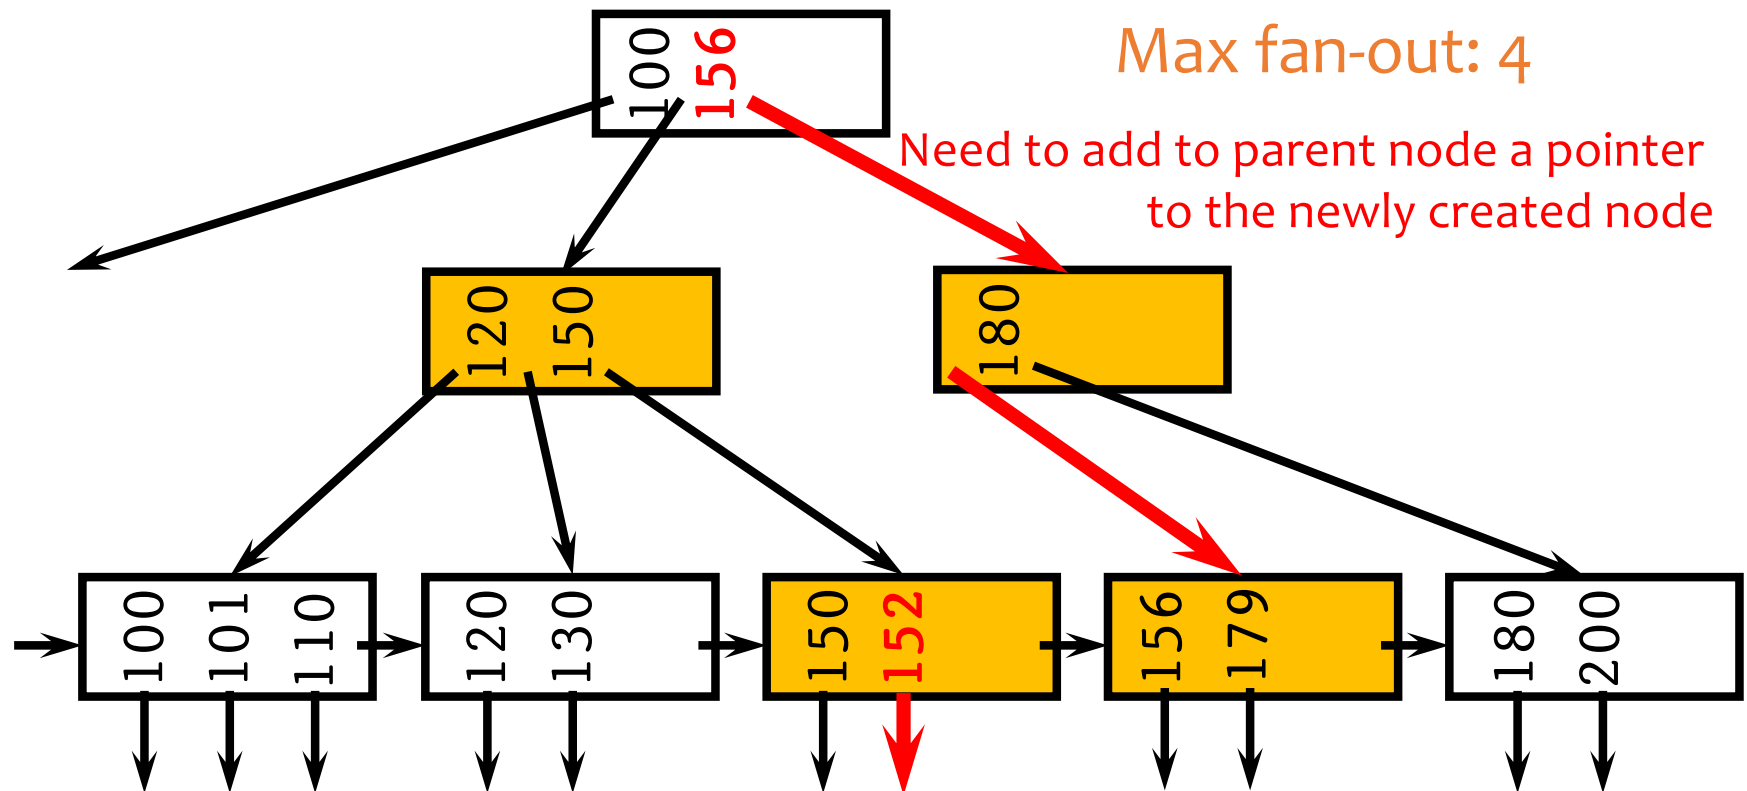 Max fan-out: 4
100 156
Need to add to parent node a pointer
to the newly created node
120 150
180
100 101 110
120 130
150 152
156 179
180 200